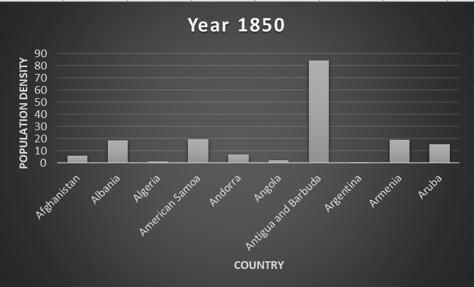 Year 1850
POPULATION DENSITY
90
80
70
60
50
40
30
20
10
0
Afghanistan
Albania
Algeria
American Samoa
Andorra
Angola
Antigua and Barbuda
Argentina
Armenia
Aruba
COUNTRY